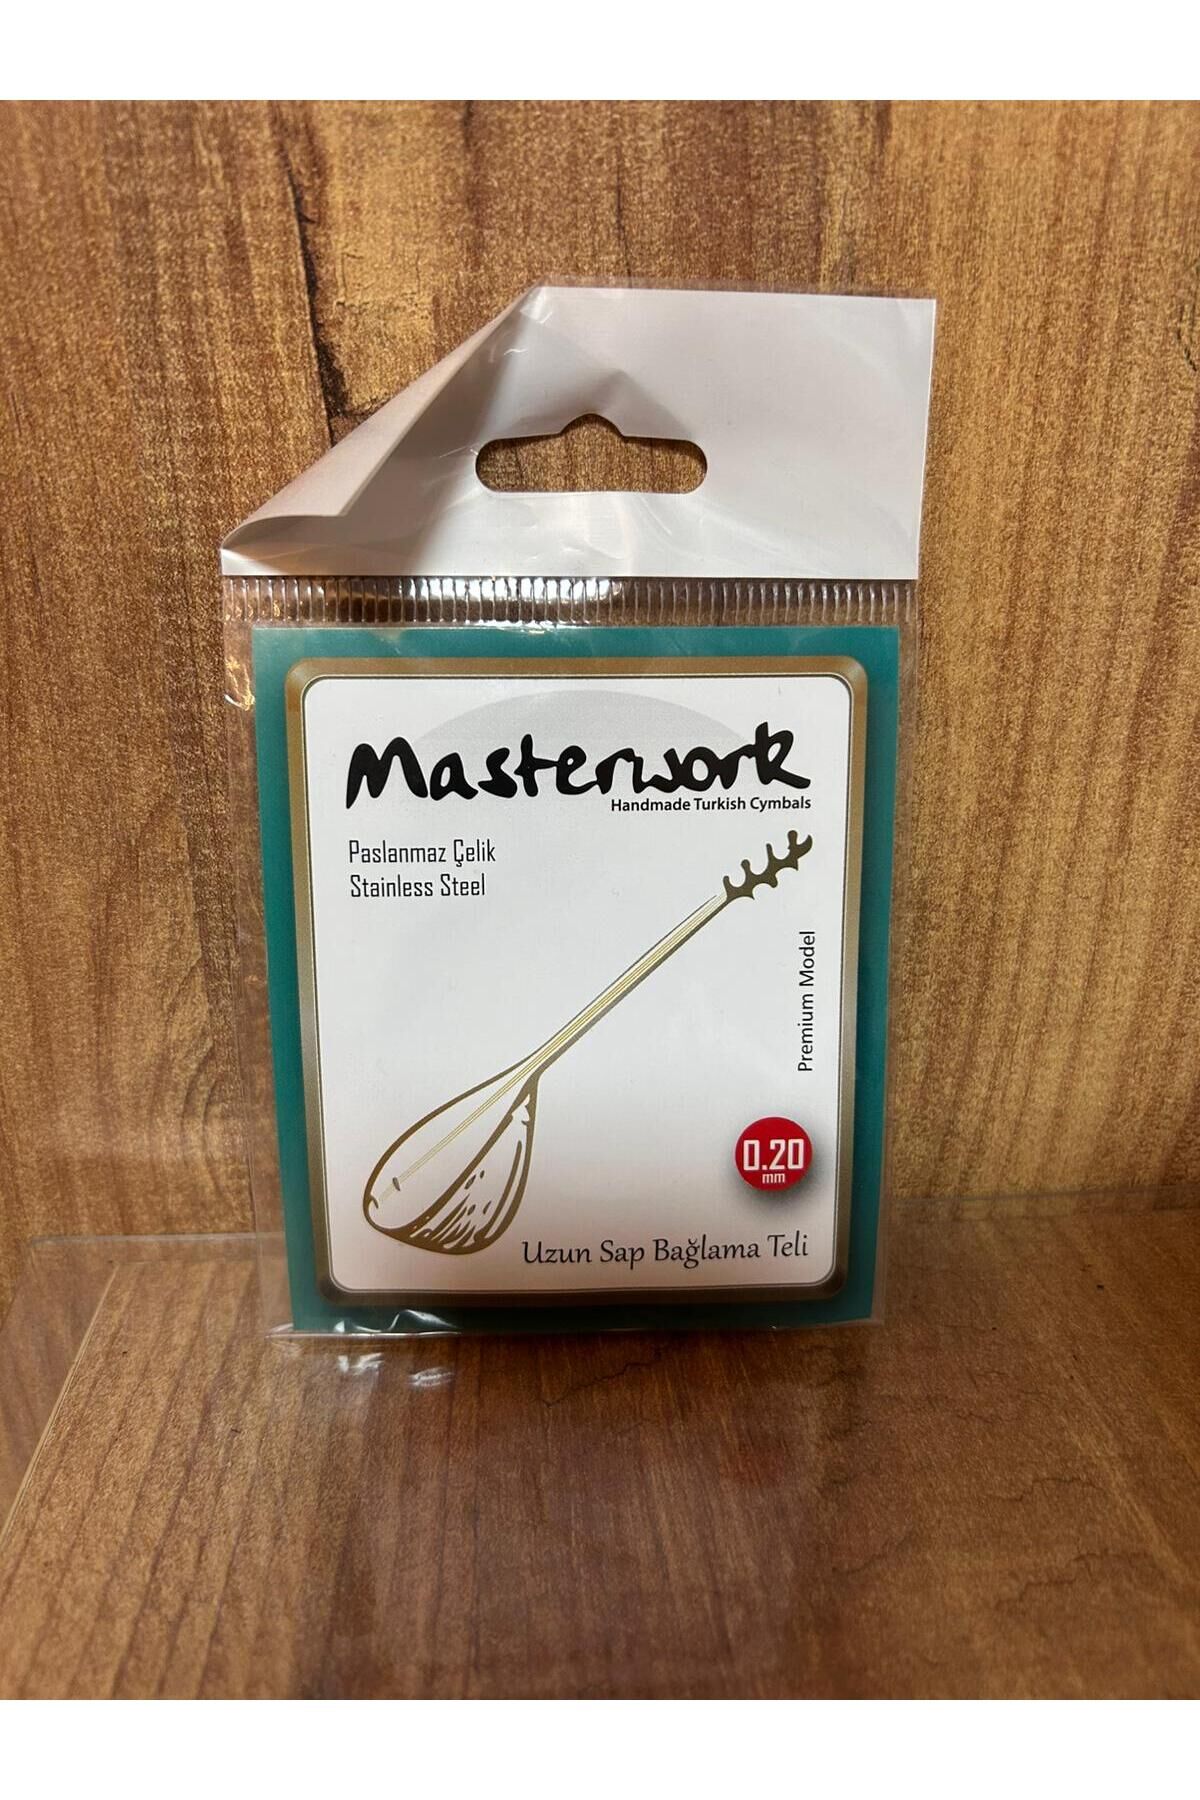 Masterwork
Handmade Turkish Cymbals
Paslanmaz Çelik
Stainless Steel
Premium Model
0.20
mm
Uzun Sap Bağlama Teli